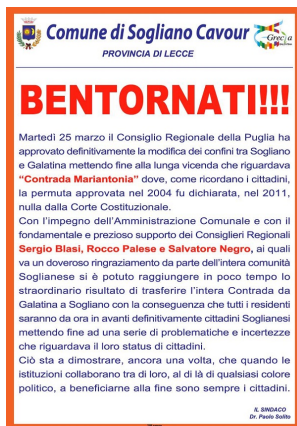 Comune di Sogliano Cavour
PROVINCIA DI LECCE
BENTORNATI!!!
Martedì 25 marzo il Consiglio Regionale della Puglia ha
approvato definitivamente la modifica dei confini tra Sogliano
e Galatina mettendo fine alla lunga vicenda che riguardava
"Contrada Mariantonia" dove, come ricordano i cittadini,
la permuta approvata nel 2004 fu dichiarata, nel 2011,
nulla dalla Corte Costituzionale.
Con l'impegno dell'Amministrazione Comunale e con il
fondamentale e prezioso supporto dei Consiglieri Regionali
Sergio Blasi, Rocco Palese e Salvatore Negro, ai quali
va un doveroso ringraziamento da parte dell'intera comunità
Soglianese si è potuto raggiungere in poco tempo lo
straordinario risultato di trasferire l'intera Contrada da
Galatina a Sogliano con la conseguenza che tutti i residenti
saranno da ora in avanti definitivamente cittadini Soglianesi
mettendo fine ad una serie di problematiche e incertezze
che riguardava il loro status di cittadini.
Ciò sta a dimostrare, ancora una volta, che quando le
istituzioni collaborano tra di loro, al di là di qualsiasi colore
politico, a beneficiarne alla fine sono sempre i cittadini.
IL SINDACO
Dr. Paolo Solito